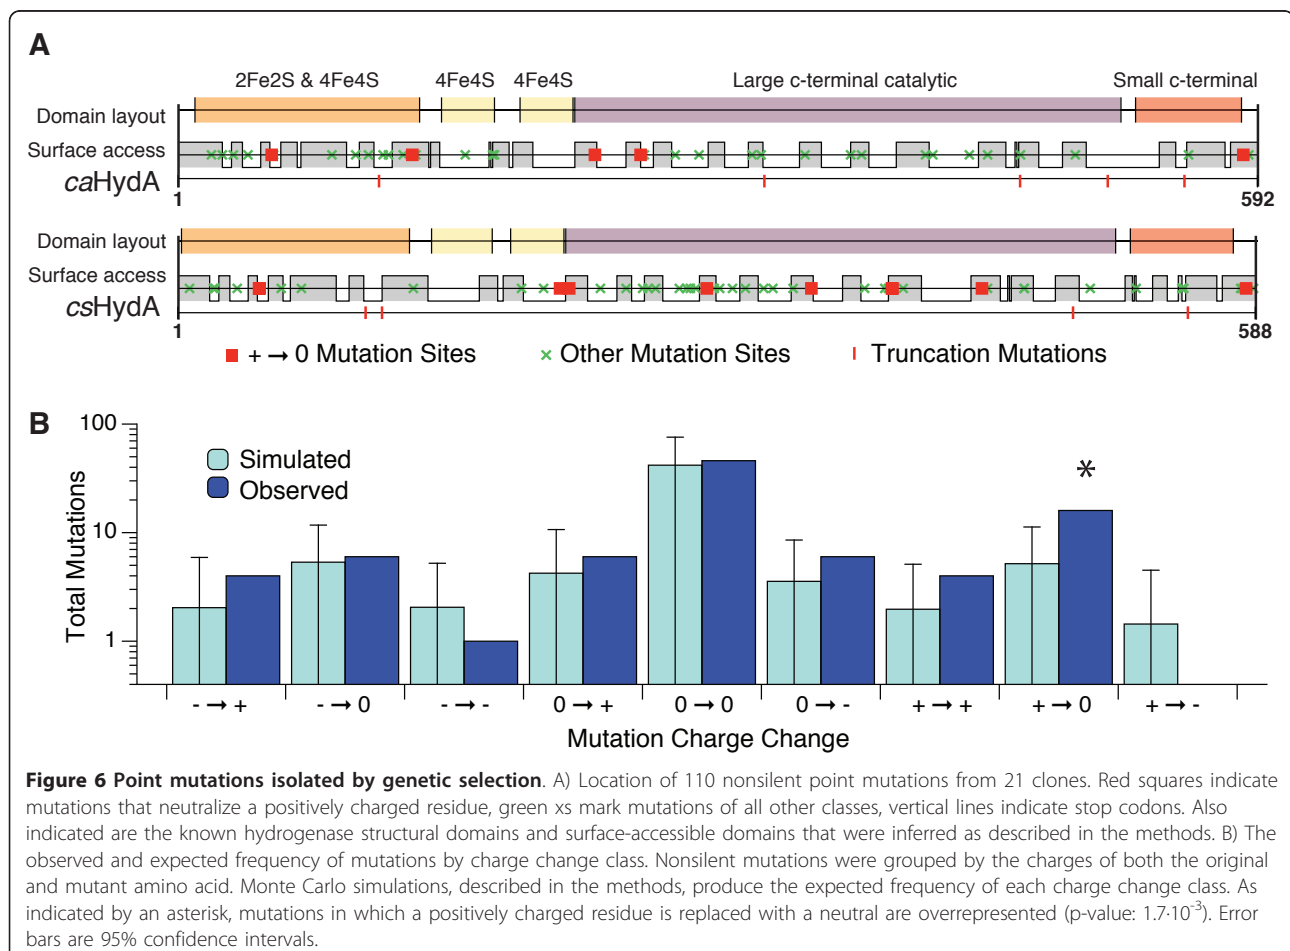 A
2Fe2S & 4Fe4S 4Fe4S 4Fe4S Large c-terminal catalytic Small c-terminal
Domain layout
Surface access
caHydA
1 592
Domain layout
Surface access
csHydA
1 588
+ → 0 Mutation Sites × Other Mutation Sites Truncation Mutations
B
100
10
1
Total Mutations
Simulated
Observed
*
- → + - → 0 - → - 0 → + 0 → 0 0 → - + → + + → 0 + → -
Mutation Charge Change
Figure 6 Point mutations isolated by genetic selection. A) Location of 110 nonsilent point mutations from 21 clones. Red squares indicate
mutations that neutralize a positively charged residue, green xs mark mutations of all other classes, vertical lines indicate stop codons. Also
indicated are the known hydrogenase structural domains and surface-accessible domains that were inferred as described in the methods. B) The
observed and expected frequency of mutations by charge change class. Nonsilent mutations were grouped by the charges of both the original
and mutant amino acid. Monte Carlo simulations, described in the methods, produce the expected frequency of each charge change class. As
indicated by an asterisk, mutations in which a positively charged residue is replaced with a neutral are overrepresented (p-value: 1.7·10⁻³). Error
bars are 95% confidence intervals.